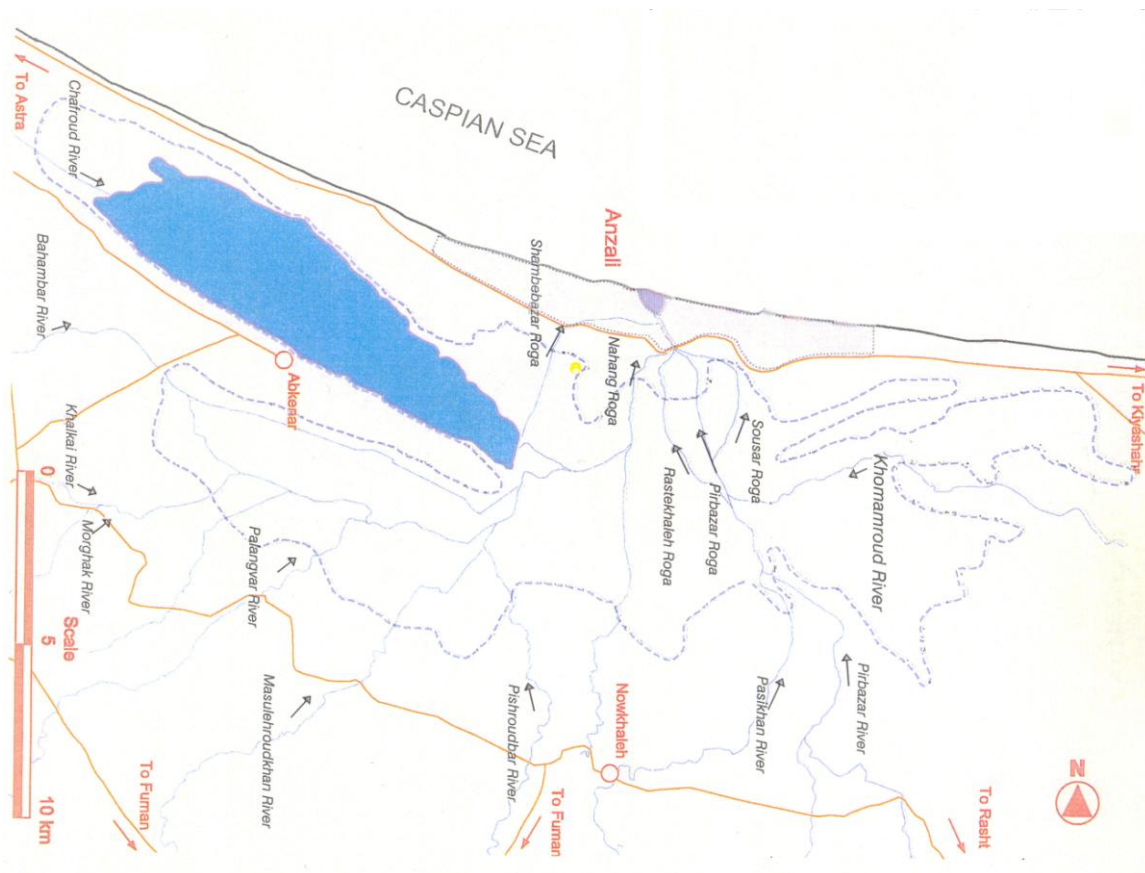 CASPIAN SEA
To Astra
Chafroud River
Anzali
To Kiyáshahr
Shambebazar Roga
Nahang Roga
Bahambar River
Abkenar
Sousar Roga
Khomamroud River
Pirbazar Roga
Rastekhaleh Roga
Khalkai River
Morghak River
Palangvar River
0
5
10 km
Scale
Masulehroudkhan River
Pishroudbar River
Nowkhaleh
Pasikhan River
Pirbazar River
N
To Fuman
To Fuman
To Rasht